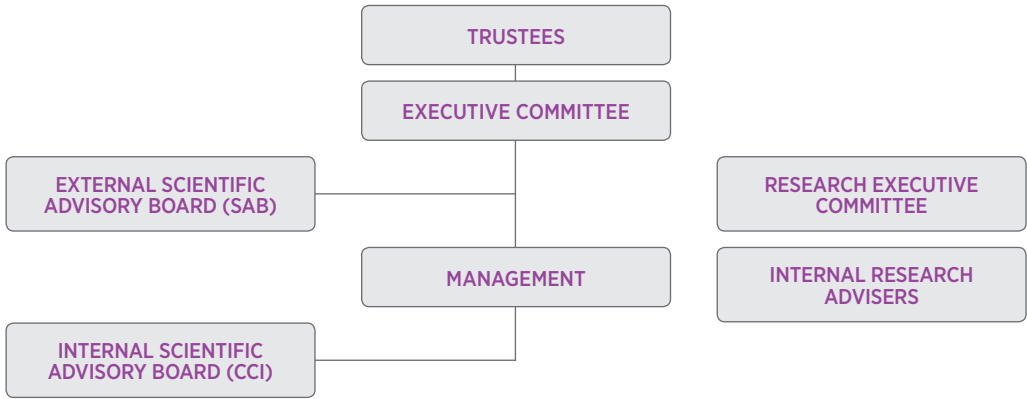 TRUSTEES
EXECUTIVE COMMITTEE
EXTERNAL SCIENTIFIC
ADVISORY BOARD (SAB)
RESEARCH EXECUTIVE
COMMITTEE
MANAGEMENT
INTERNAL RESEARCH
ADVISERS
INTERNAL SCIENTIFIC
ADVISORY BOARD (CCI)